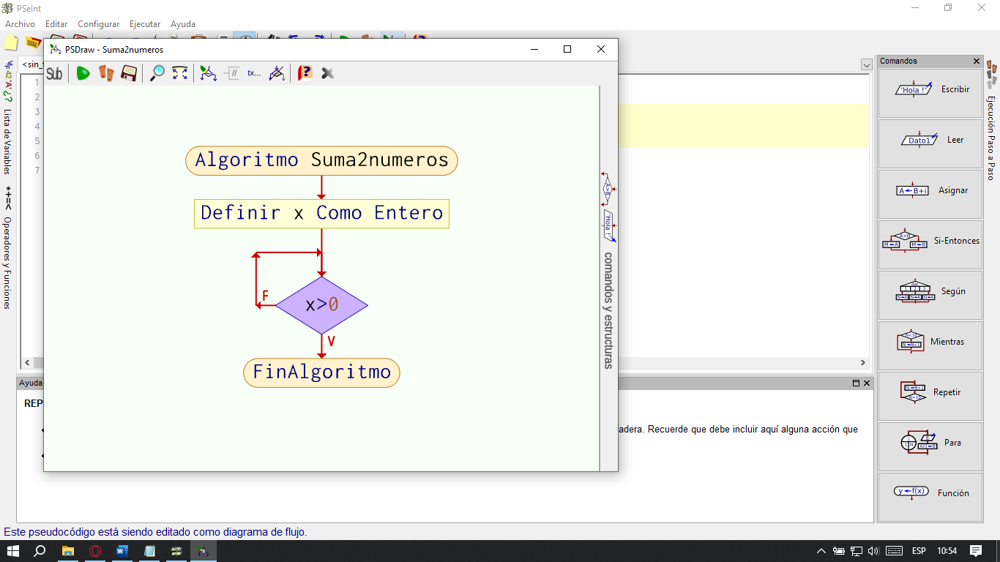 PSeInt
Archivo Editar Configurar Ejecutar Ayuda
PSDraw - Suma2numeros
<sin_
Sub
tx...
Comandos
1
2
3
4
5
6
7
42
'A'
¿?
Lista de Variables
*+=<
Operadores y Funciones
Algoritmo Suma2numeros
Definir x Como Entero
F
x>0
V
FinAlgoritmo
A>B
'Hola !'
comandos y estructuras
'Hola !' Escribir
Dato1 Leer
A←B+i Asignar
A>B
M←A M←B
Si-Entonces
Según
Mientras
Repetir
Para
y←f(x) Función
Ejecución Paso a Paso
Ayuda
REP
adera. Recuerde que debe incluir aquí alguna acción que
Este pseudocódigo está siendo editado como diagrama de flujo.
ESP 10:54